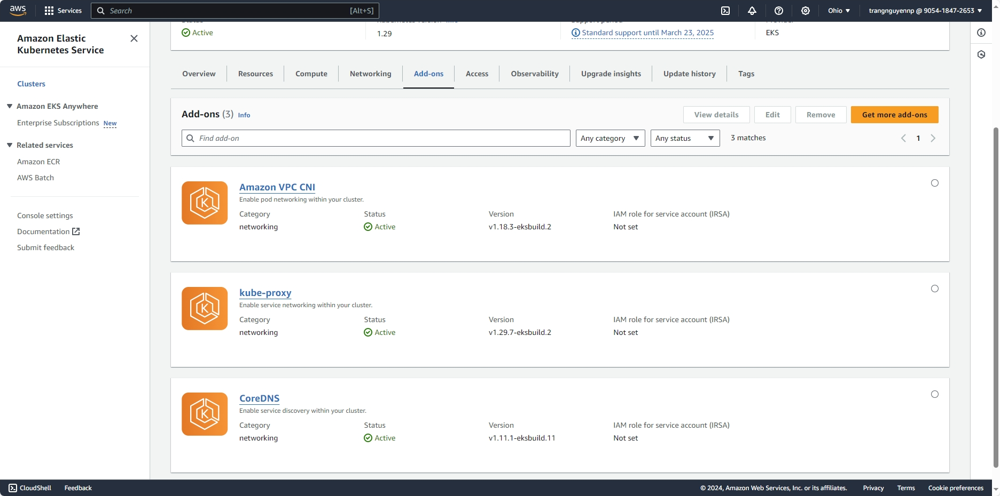 aws
Services
Search
[Alt+S]
Ohio
trangnguyennp @ 9054-1847-2653
Amazon Elastic
Kubernetes Service
Clusters
Amazon EKS Anywhere
Enterprise Subscriptions New
Related services
Amazon ECR
AWS Batch
Console settings
Documentation
Submit feedback
Status
Kubernetes version Info
Support period
Provider
Active
1.29
Standard support until March 23, 2025
EKS
Overview
Resources
Compute
Networking
Add-ons
Access
Observability
Upgrade insights
Update history
Tags
Add-ons (3) Info
View details
Edit
Remove
Get more add-ons
Find add-on
Any category
Any status
3 matches
1
Amazon VPC CNI
Enable pod networking within your cluster.
Category
Status
Version
IAM role for service account (IRSA)
networking
Active
v1.18.3-eksbuild.2
Not set
kube-proxy
Enable service networking within your cluster.
Category
Status
Version
IAM role for service account (IRSA)
networking
Active
v1.29.7-eksbuild.2
Not set
CoreDNS
Enable service discovery within your cluster.
Category
Status
Version
IAM role for service account (IRSA)
networking
Active
v1.11.1-eksbuild.11
Not set
CloudShell
Feedback
© 2024, Amazon Web Services, Inc. or its affiliates.
Privacy
Terms
Cookie preferences